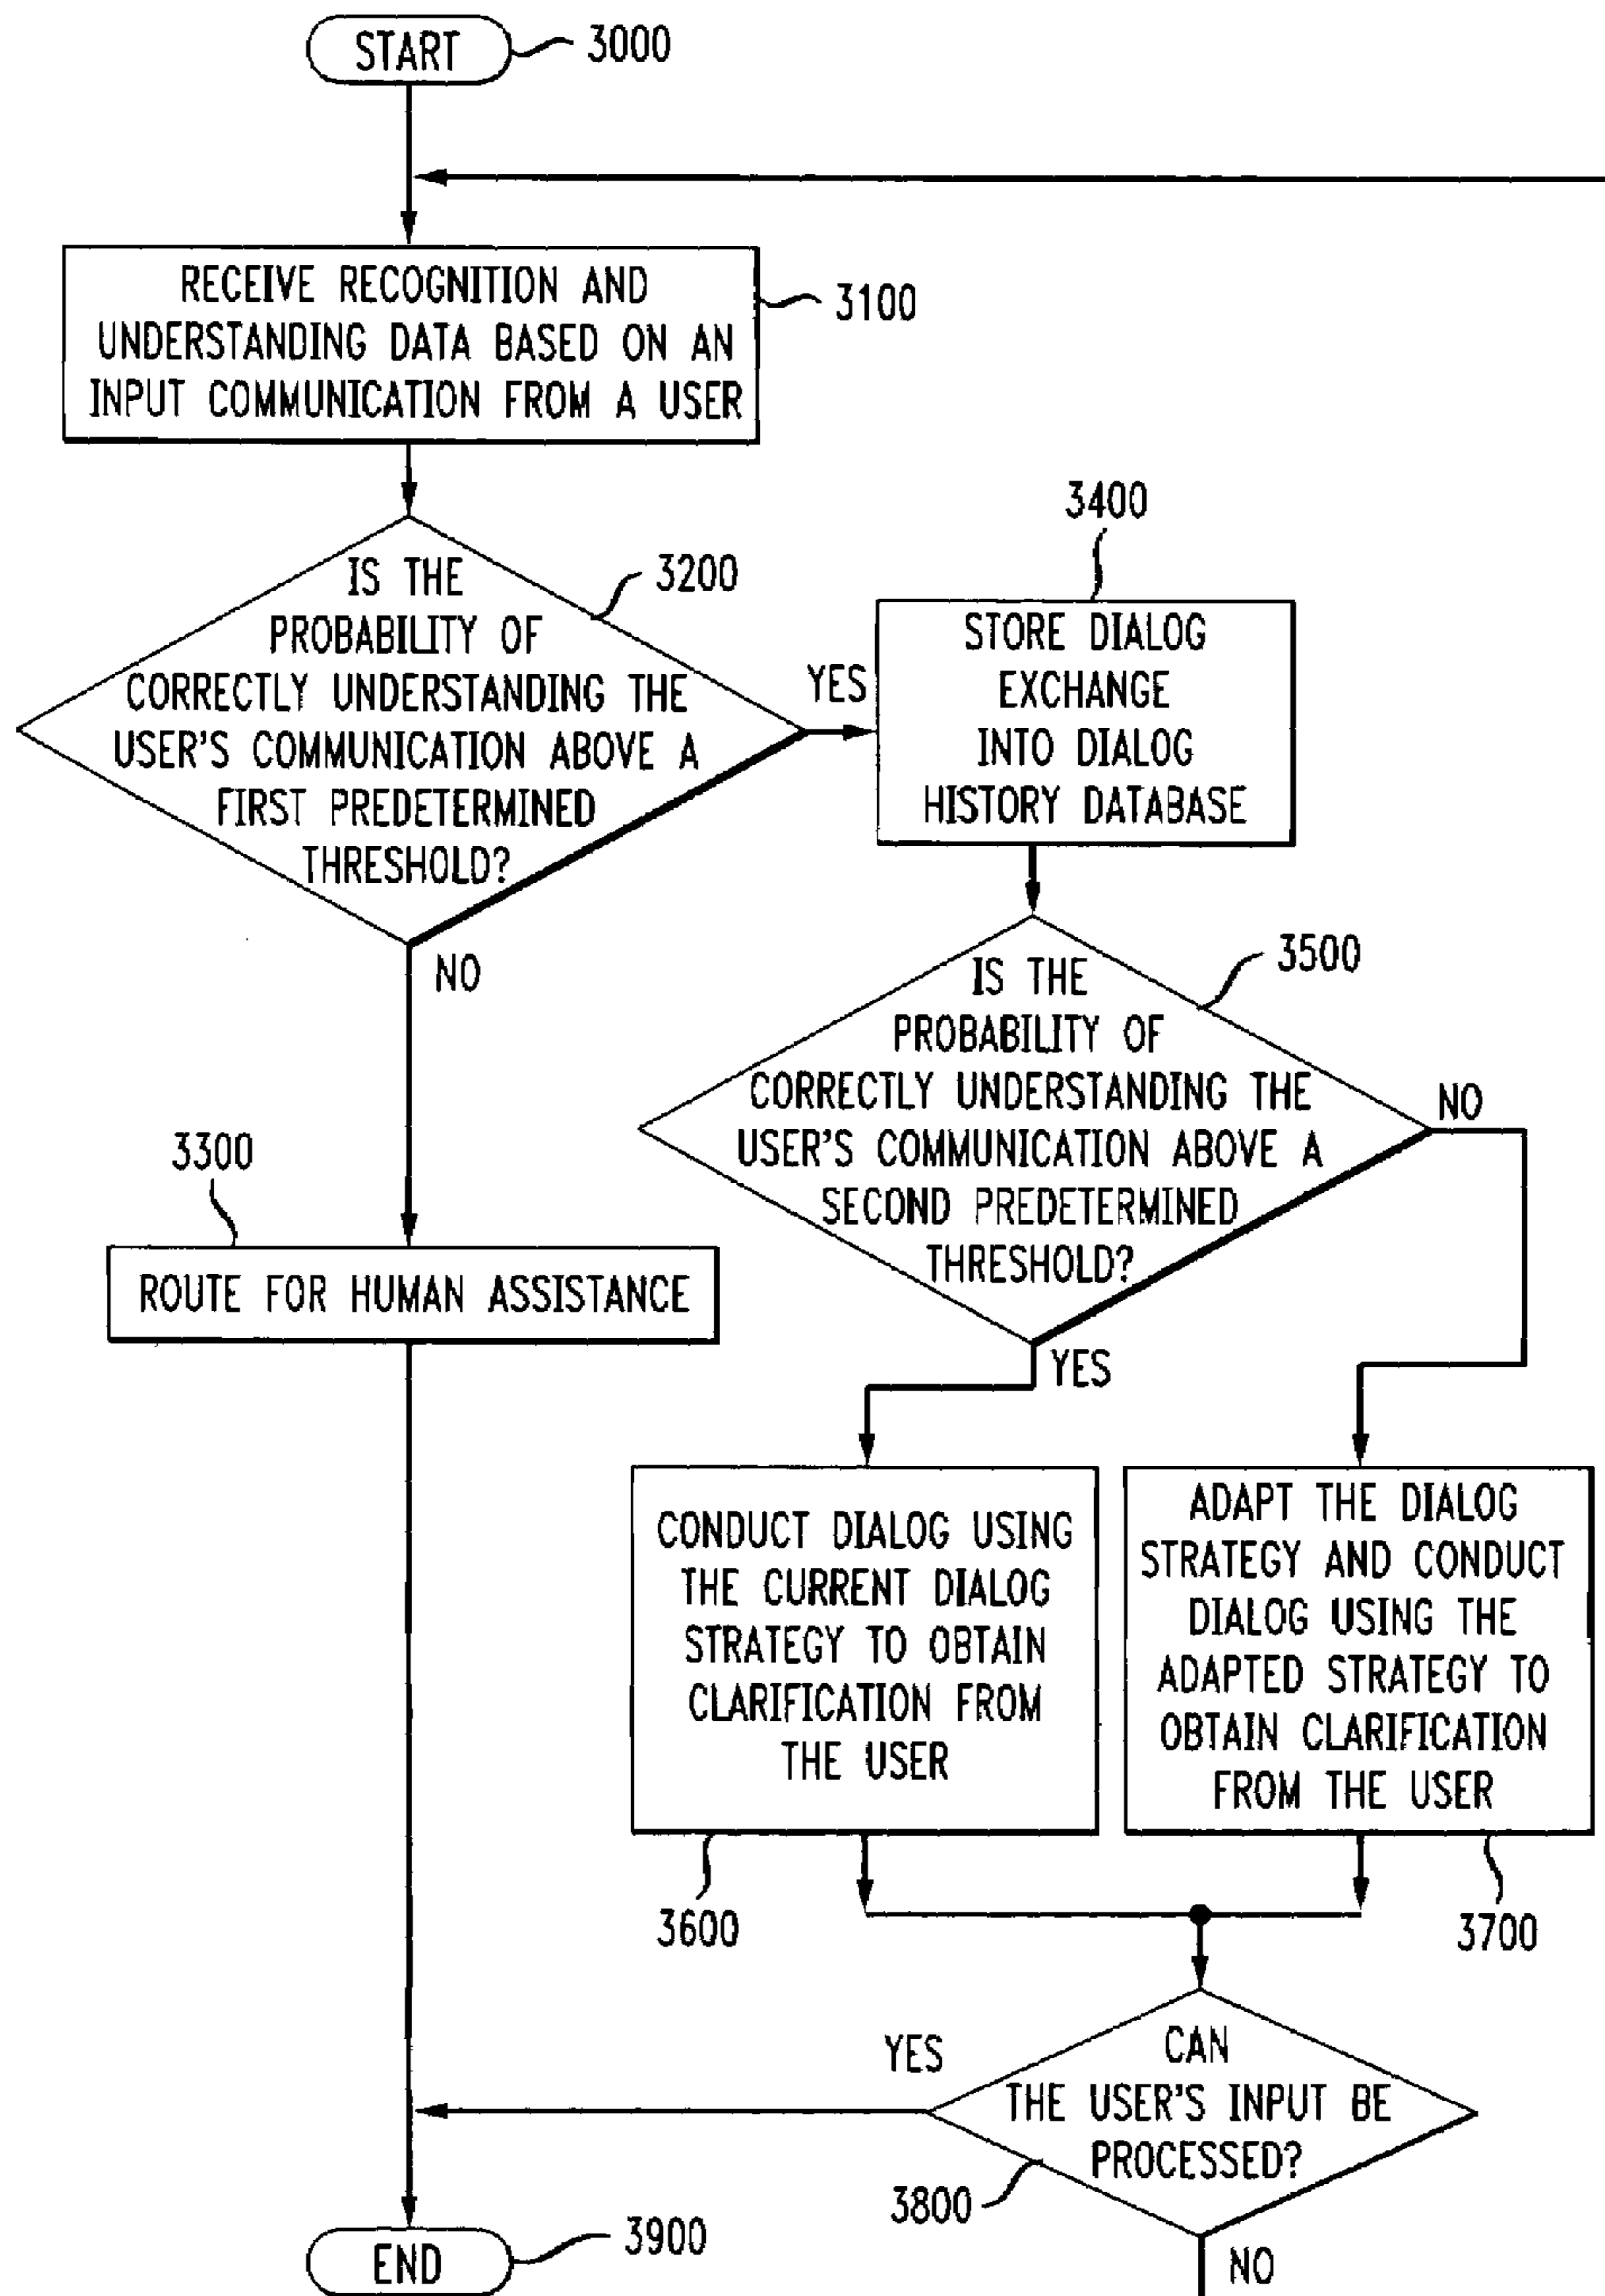 START
3000
RECEIVE RECOGNITION AND
UNDERSTANDING DATA BASED ON AN
INPUT COMMUNICATION FROM A USER
3100
IS THE
PROBABILITY OF
CORRECTLY UNDERSTANDING THE
USER'S COMMUNICATION ABOVE A
FIRST PREDETERMINED
THRESHOLD?
3200
YES
NO
3400
STORE DIALOG
EXCHANGE
INTO DIALOG
HISTORY DATABASE
3500
IS THE
PROBABILITY OF
CORRECTLY UNDERSTANDING THE
USER'S COMMUNICATION ABOVE A
SECOND PREDETERMINED
THRESHOLD?
NO
YES
3300
ROUTE FOR HUMAN ASSISTANCE
CONDUCT DIALOG USING
THE CURRENT DIALOG
STRATEGY TO OBTAIN
CLARIFICATION FROM
THE USER
3600
ADAPT THE DIALOG
STRATEGY AND CONDUCT
DIALOG USING THE
ADAPTED STRATEGY TO
OBTAIN CLARIFICATION
FROM THE USER
3700
YES
CAN
THE USER'S INPUT BE
PROCESSED?
3800
NO
END
3900